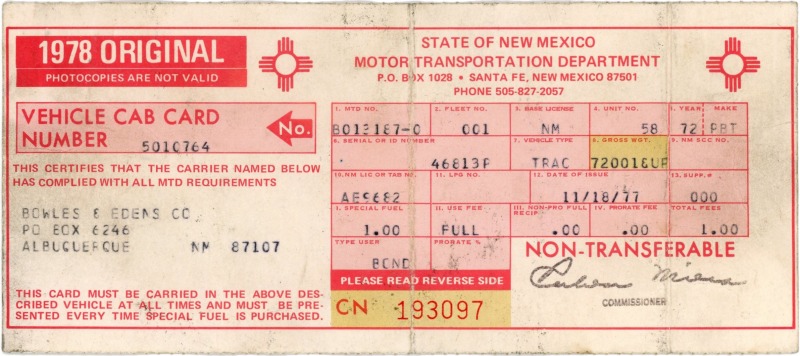 1978 ORIGINAL
PHOTOCOPIES ARE NOT VALID
STATE OF NEW MEXICO
MOTOR TRANSPORTATION DEPARTMENT
P.O. BOX 1028 • SANTA FE, NEW MEXICO 87501
PHONE 505-827-2057
VEHICLE CAB CARD
NUMBER 5010764
No.
THIS CERTIFIES THAT THE CARRIER NAMED BELOW
HAS COMPLIED WITH ALL MTD REQUIREMENTS
BOWLES & EDENS CO
PO BOX 6246
ALBUQUERQUE NM 87107
THIS CARD MUST BE CARRIED IN THE ABOVE DES-
CRIBED VEHICLE AT ALL TIMES AND MUST BE PRE-
SENTED EVERY TIME SPECIAL FUEL IS PURCHASED.
1. MTD NO. 2. FLEET NO. 3. BASE LICENSE 4. UNIT NO. 5. YEAR MAKE
B013187-0 001 NM 58 72 PBT
6. SERIAL OR ID NUMBER 7. VEHICLE TYPE 8. GROSS WGT. 9. NM SCC NO.
46813P TRAC 72001&UP
10. NM LIC OR TAB NO. 11. LPG NO. 12. DATE OF ISSUE 13. SUPP. #
AE9682 11/18/77 000
I. SPECIAL FUEL II. USE FEE III. NON-PRO FULL RECIP IV. PRORATE FEE TOTAL FEES
1.00 FULL .00 .00 1.00
TYPE USER PRORATE %
BOND
NON-TRANSFERABLE
PLEASE READ REVERSE SIDE
COMMISSIONER
CN 193097